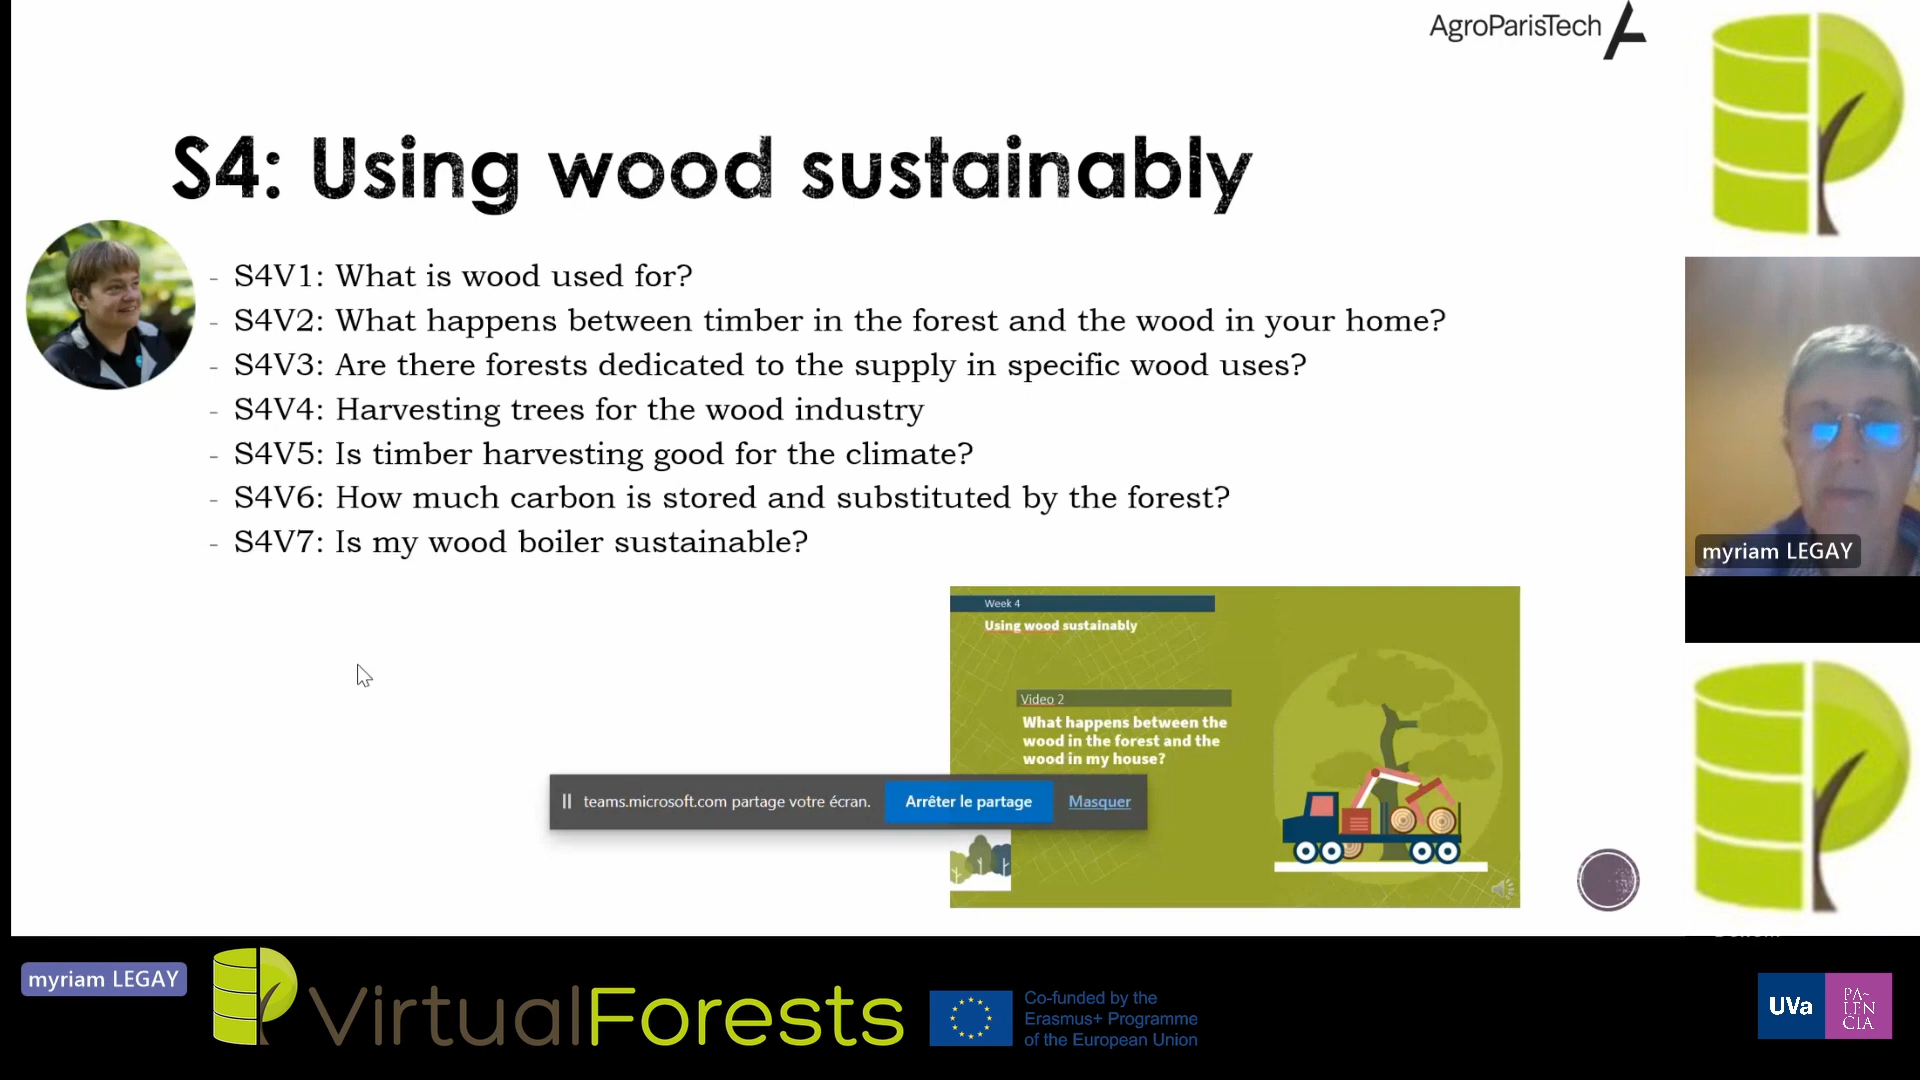 AgroParisTech
S4: Using wood sustainably
- S4V1: What is wood used for?
- S4V2: What happens between timber in the forest and the wood in your home?
- S4V3: Are there forests dedicated to the supply in specific wood uses?
- S4V4: Harvesting trees for the wood industry
- S4V5: Is timber harvesting good for the climate?
- S4V6: How much carbon is stored and substituted by the forest?
- S4V7: Is my wood boiler sustainable?
myriam LEGAY
Week 4
Using wood sustainably
Video 2
What happens between the
wood in the forest and the
wood in my house?
teams.microsoft.com partage votre écran.
Arrêter le partage
Masquer
myriam LEGAY
VirtualForests
Co-funded by the
Erasmus+ Programme
of the European Union
UVa
PA-
LEN
CIA